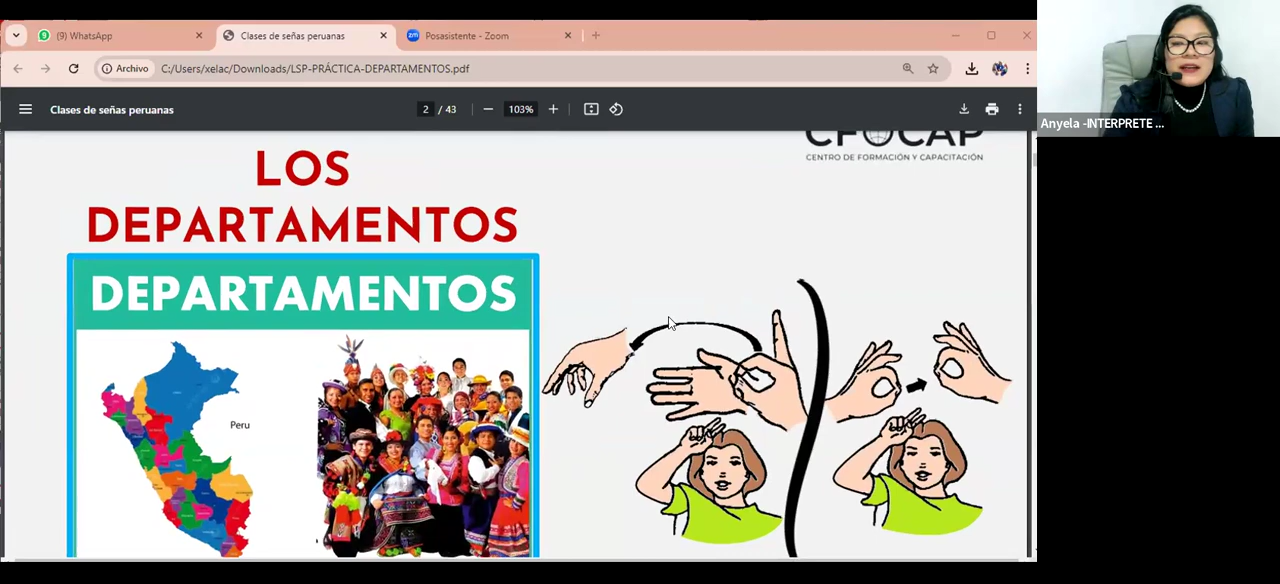 (9) WhatsApp
Clases de señas peruanas
Posasistente - Zoom
Archivo
C:/Users/xelac/Downloads/LSP-PRÁCTICA-DEPARTAMENTOS.pdf
Clases de señas peruanas
2 / 43
103%
CFOCAP
CENTRO DE FORMACIÓN Y CAPACITACIÓN
LOS
DEPARTAMENTOS
DEPARTAMENTOS
Peru
Anyela -INTERPRETE ...